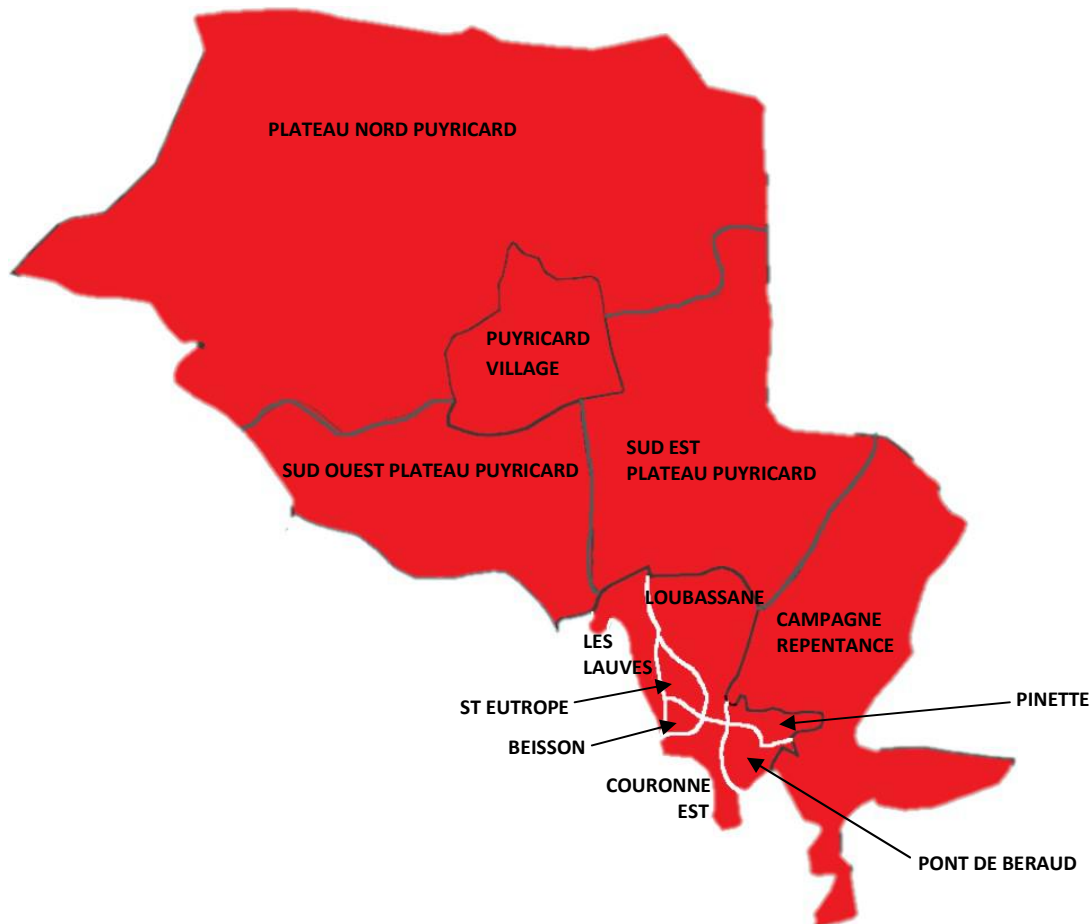 PLATEAU NORD PUYRICARD
PUYRICARD
VILLAGE
SUD OUEST PLATEAU PUYRICARD
SUD EST
PLATEAU PUYRICARD
LOUBASSANE
CAMPAGNE
REPENTANCE
LES
LAUVES
ST EUTROPE
PINETTE
BEISSON
COURONNE
EST
PONT DE BERAUD